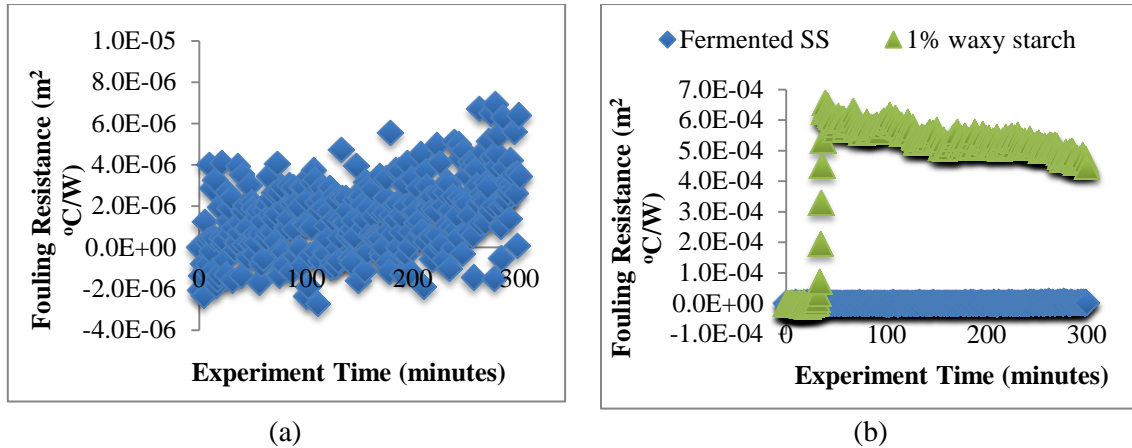 1.0E-05
8.0E-06
6.0E-06
4.0E-06
2.0E-06
0.0E+00
-2.0E-06
-4.0E-06
0 100 200 300
Fouling Resistance (m²
°C/W)
Experiment Time (minutes)
(a)
Fermented SS 1% waxy starch
7.0E-04
6.0E-04
5.0E-04
4.0E-04
3.0E-04
2.0E-04
1.0E-04
0.0E+00
-1.0E-04
0 100 200 300
Fouling Resistance (m²
°C/W)
Experiment Time (minutes)
(b)